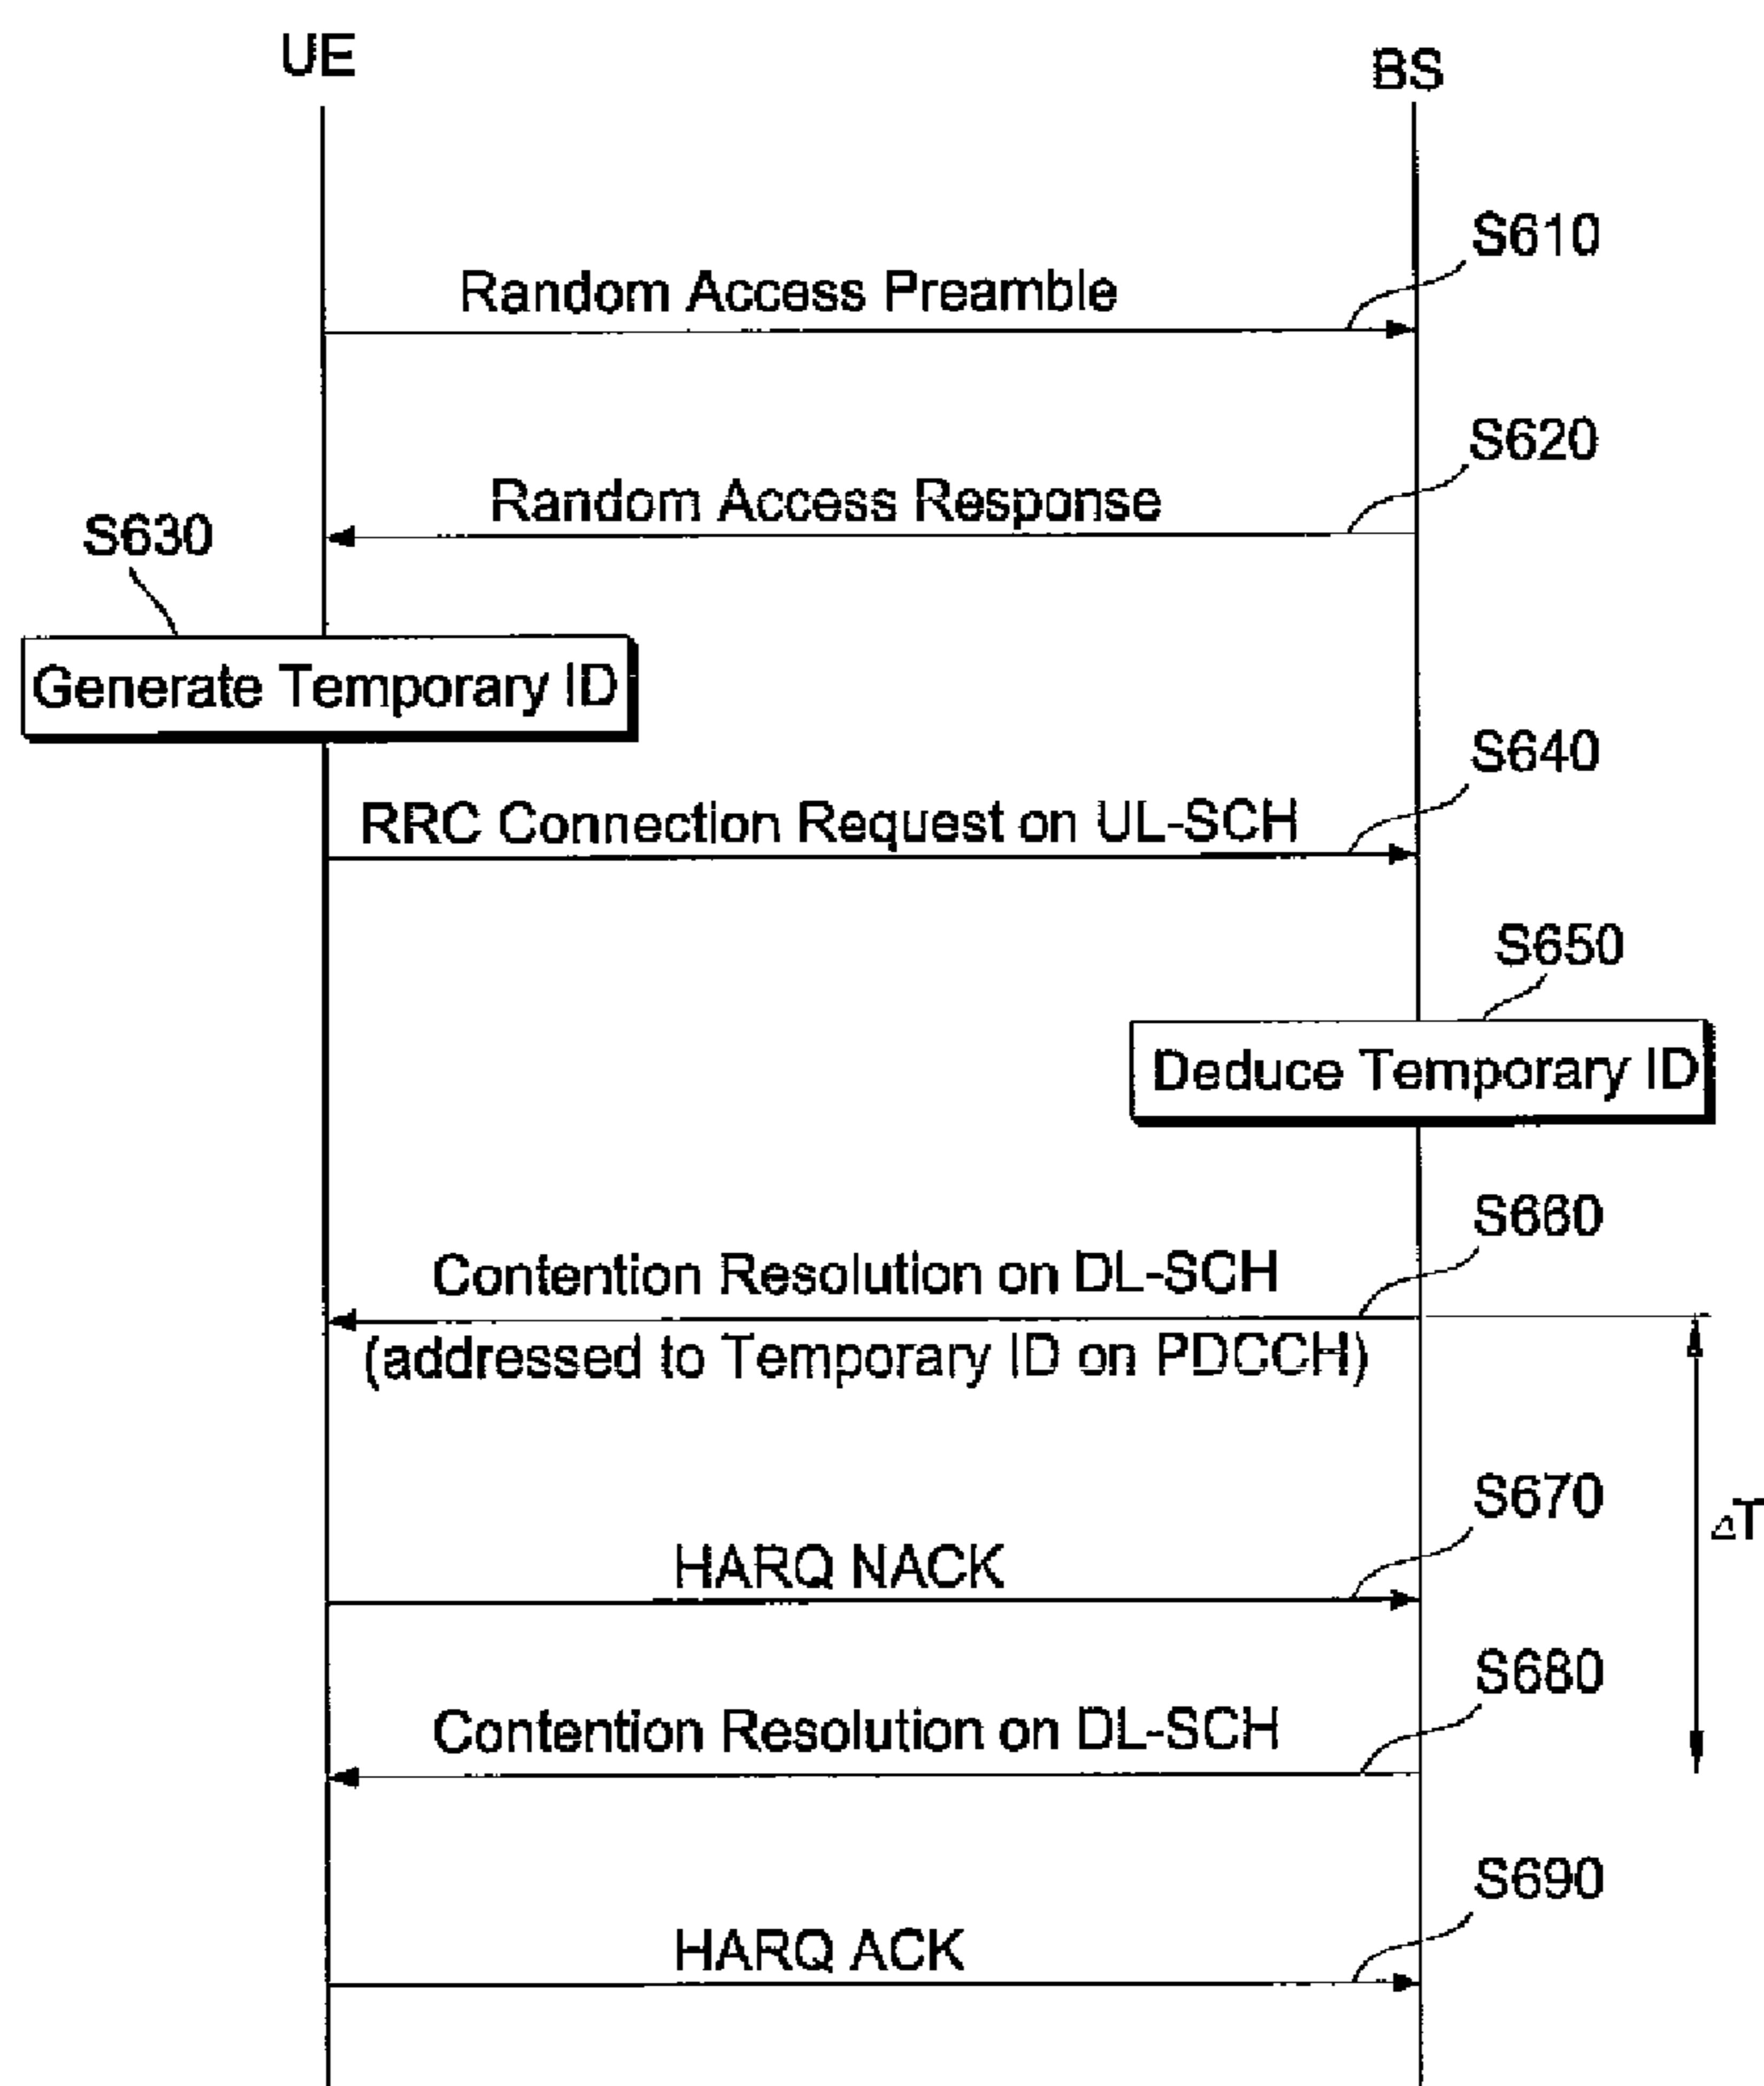 UE
BS
S610
Random Access Preamble
S620
Random Access Response
S630
Generate Temporary ID
S640
RRC Connection Request on UL-SCH
S650
Deduce Temporary ID
S660
Contention Resolution on DL-SCH
(addressed to Temporary ID on PDCCH)
S670
△T
HARQ NACK
S680
Contention Resolution on DL-SCH
S690
HARQ ACK